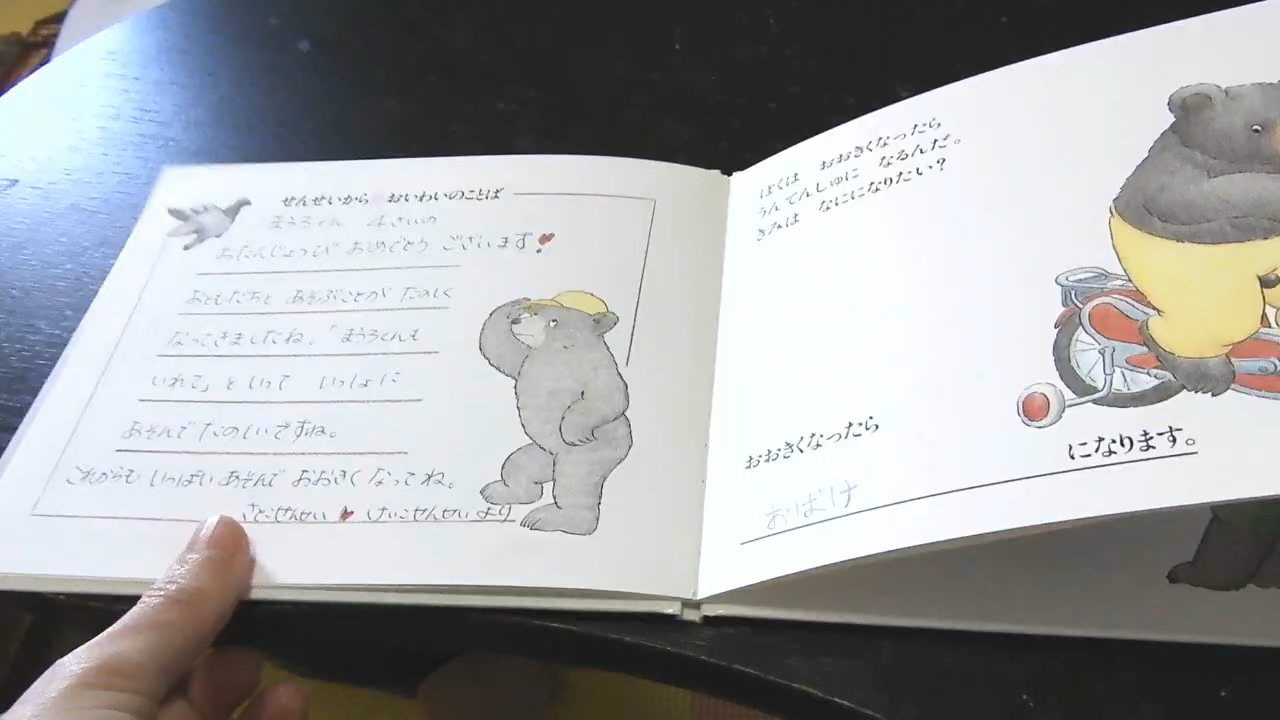 せんせいから おいわいのことば
まうろくん 4さいの
おたんじょうび おめでとう ございます
おともだちと あそぶことが たのしく
なってきましたね。「まうろくんも
いれて」と いって いっしょに
あそんで たのしいですね。
これからも いっぱい あそんで おおきく なってね。
さとこせんせい けいこせんせい より
ぼくは おおきくなったら
うんてんしゅに なるんだ。
きみは なにになりたい?
おおきくなったら
おばけ
になります。